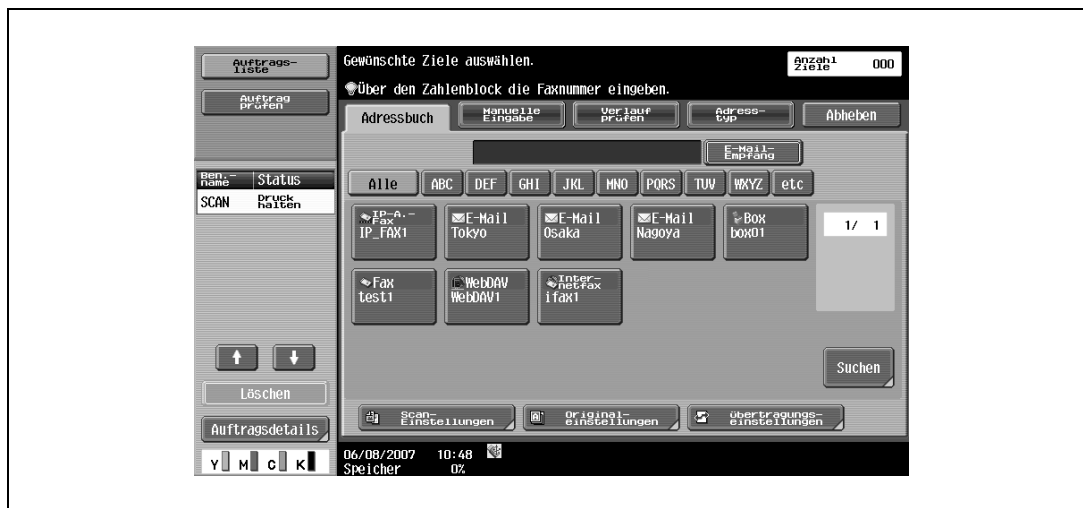 Auftrags-
liste
Auftrag
prüfen
Ben.-
name
Status
SCAN
Druck
halten
Löschen
Auftragsdetails
Y M C K
Gewünschte Ziele auswählen.
Anzahl
Ziele
000
Über den Zahlenblock die Faxnummer eingeben.
Adressbuch
Manuelle
Eingabe
Verlauf
prüfen
Adress-
typ
Abheben
E-Mail-
Empfang
Alle ABC DEF GHI JKL MNO PQRS TUV WXYZ etc
IP-A.-
Fax
IP_FAX1
E-Mail
Tokyo
E-Mail
Osaka
E-Mail
Nagoya
Box
box01
1/ 1
Fax
test1
WebDAV
WebDAV1
Inter-
netfax
ifax1
Suchen
Scan-
Einstellungen
Original-
einstellungen
Übertragungs-
einstellungen
06/08/2007 10:48
Speicher 0%